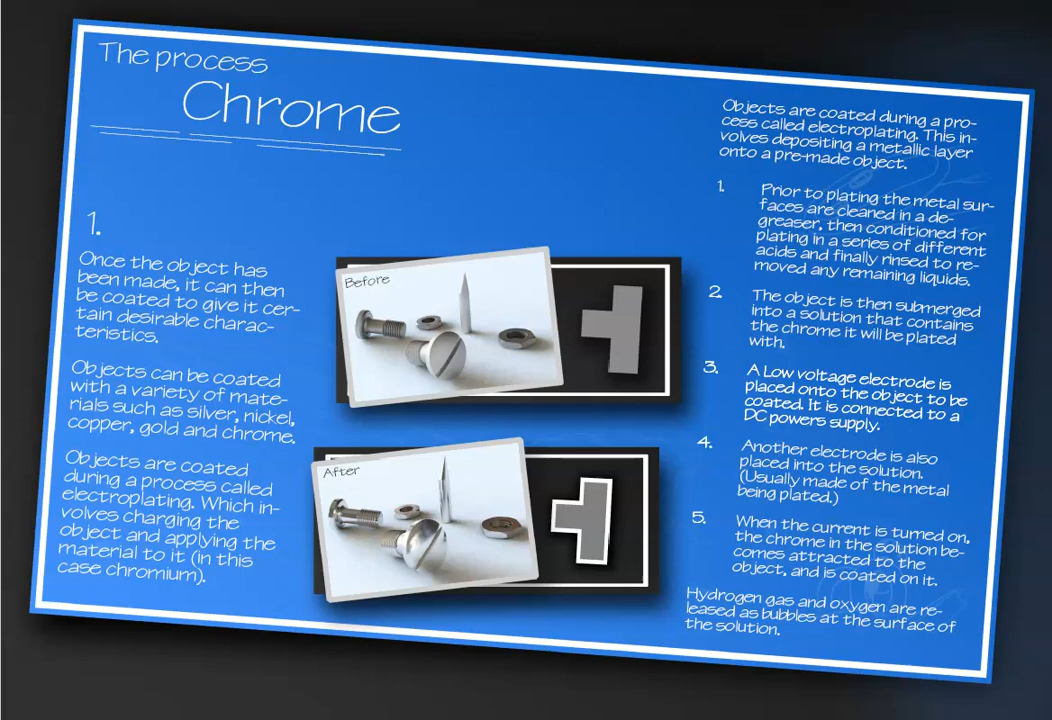 The process
Chrome
1.
Once the object has
been made, it can then
be coated to give it cer-
tain desirable charac-
teristics.
Objects can be coated
with a variety of mate-
rials such as silver, nickel,
copper, gold and chrome.
Objects are coated
during a process called
electroplating. Which in-
volves charging the
object and applying the
material to it (in this
case chromium).
Before
After
Objects are coated during a pro-
cess called electroplating. This in-
volves depositing a metallic layer
onto a pre-made object.
1. Prior to plating the metal sur-
faces are cleaned in a de-
greaser, then conditioned for
plating in a series of different
acids and finally rinsed to re-
moved any remaining liquids.
2. The object is then submerged
into a solution that contains
the chrome it will be plated
with.
3. A Low voltage electrode is
placed onto the object to be
coated. It is connected to a
DC powers supply.
4. Another electrode is also
placed into the solution.
(Usually made of the metal
being plated.)
5. When the current is turned on,
the chrome in the solution be-
comes attracted to the
object, and is coated on it.
Hydrogen gas and oxygen are re-
leased as bubbles at the surface of
the solution.